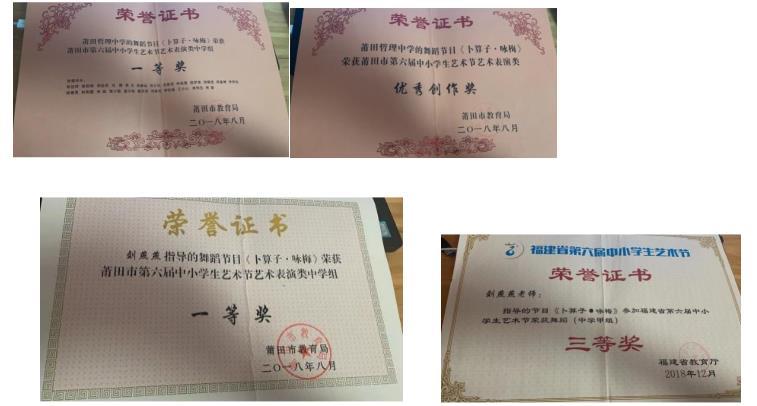 荣誉证书
莆田哲理中学的舞蹈节目《卜算子·咏梅》荣获
莆田市第六届中小学生艺术节艺术表演类中学组
一等奖
莆田市教育局
二〇一八年八月
荣誉证书
莆田哲理中学的舞蹈节目《卜算子·咏梅》
荣获莆田市第六届中小学生艺术节艺术表演类
优秀创作奖
莆田市教育局
二〇一八年八月
荣誉证书
刘燕燕指导的舞蹈节目《卜算子·咏梅》荣获
莆田市第六届中小学生艺术节艺术表演类中学组
一等奖
莆田市教育局
二〇一八年八月
福建省第六届中小学生艺术节
荣誉证书
刘燕燕老师：
指导的节目《卜算子•咏梅》参加福建省第六届中小
学生艺术节荣获舞蹈（中学甲组）
三等奖
福建省教育厅
2018年12月